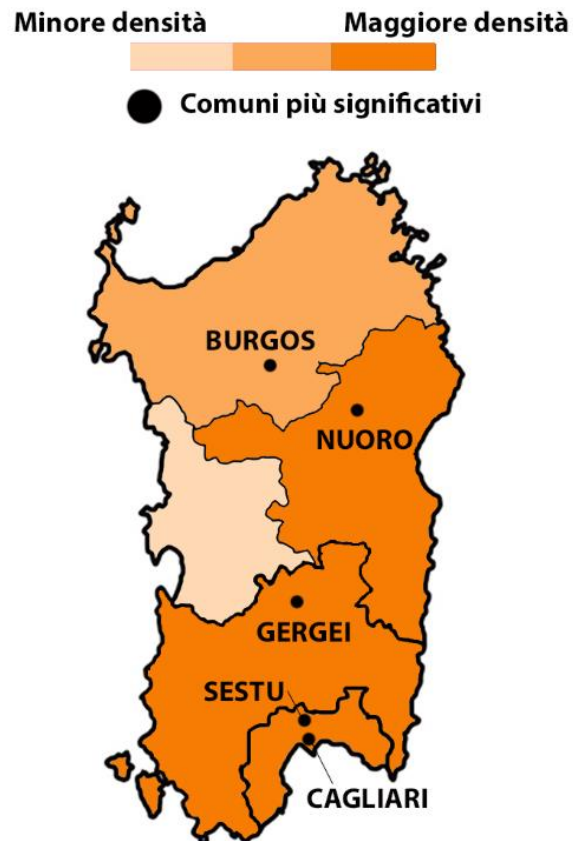 Minore densità Maggiore densità
Comuni più significativi
BURGOS
NUORO
GERGEI
SESTU
CAGLIARI